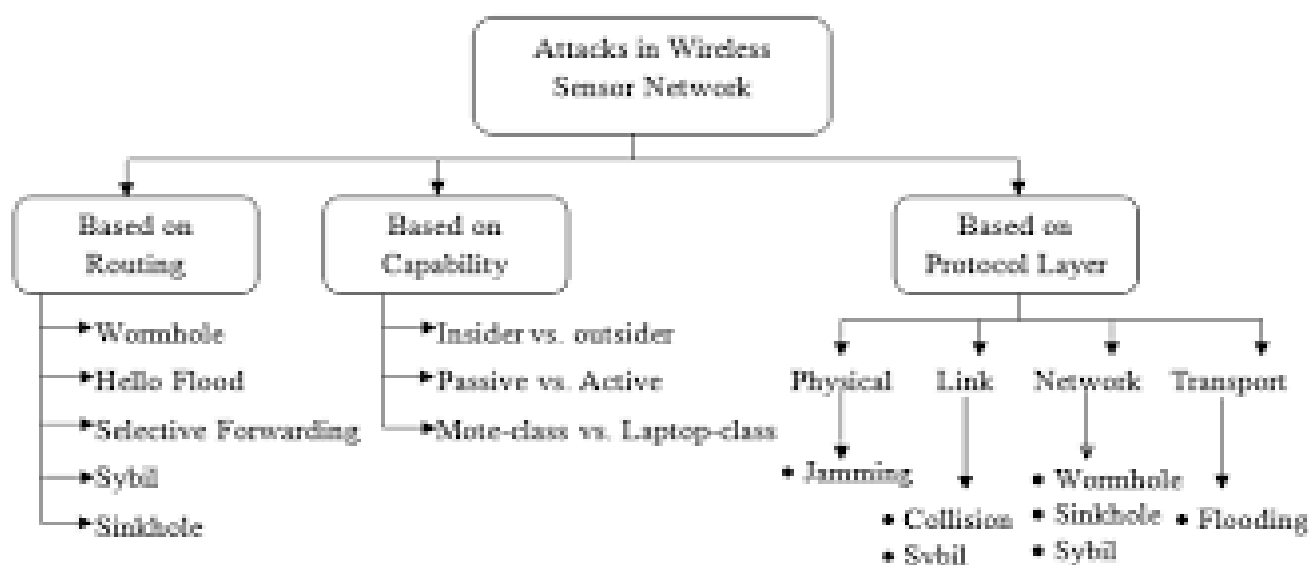 Attacks in Wireless
Sensor Network
Based on
Routing
Based on
Capability
Based on
Protocol Layer
Wormhole
Hello Flood
Selective Forwarding
Sybil
Sinkhole
Insider vs. outsider
Passive vs. Active
Mote-class vs. Laptop-class
Physical
Link
Network
Transport
• Jamming
• Collision
• Sybil
• Wormhole
• Sinkhole
• Sybil
• Flooding